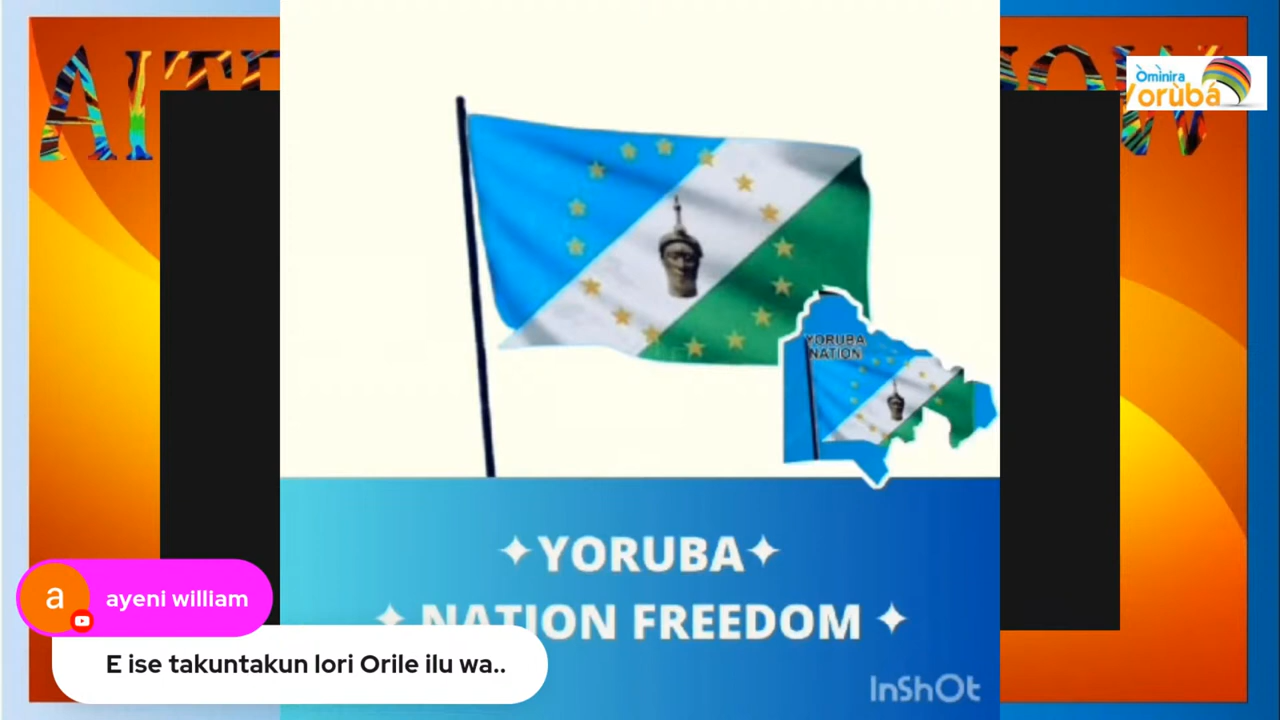 Òmìnira
Yorùbá
YORUBA
NATION
✦YORUBA✦
✦ NATION FREEDOM ✦
ayeni william
E ise takuntakun lori Orile ilu wa..
InShOt